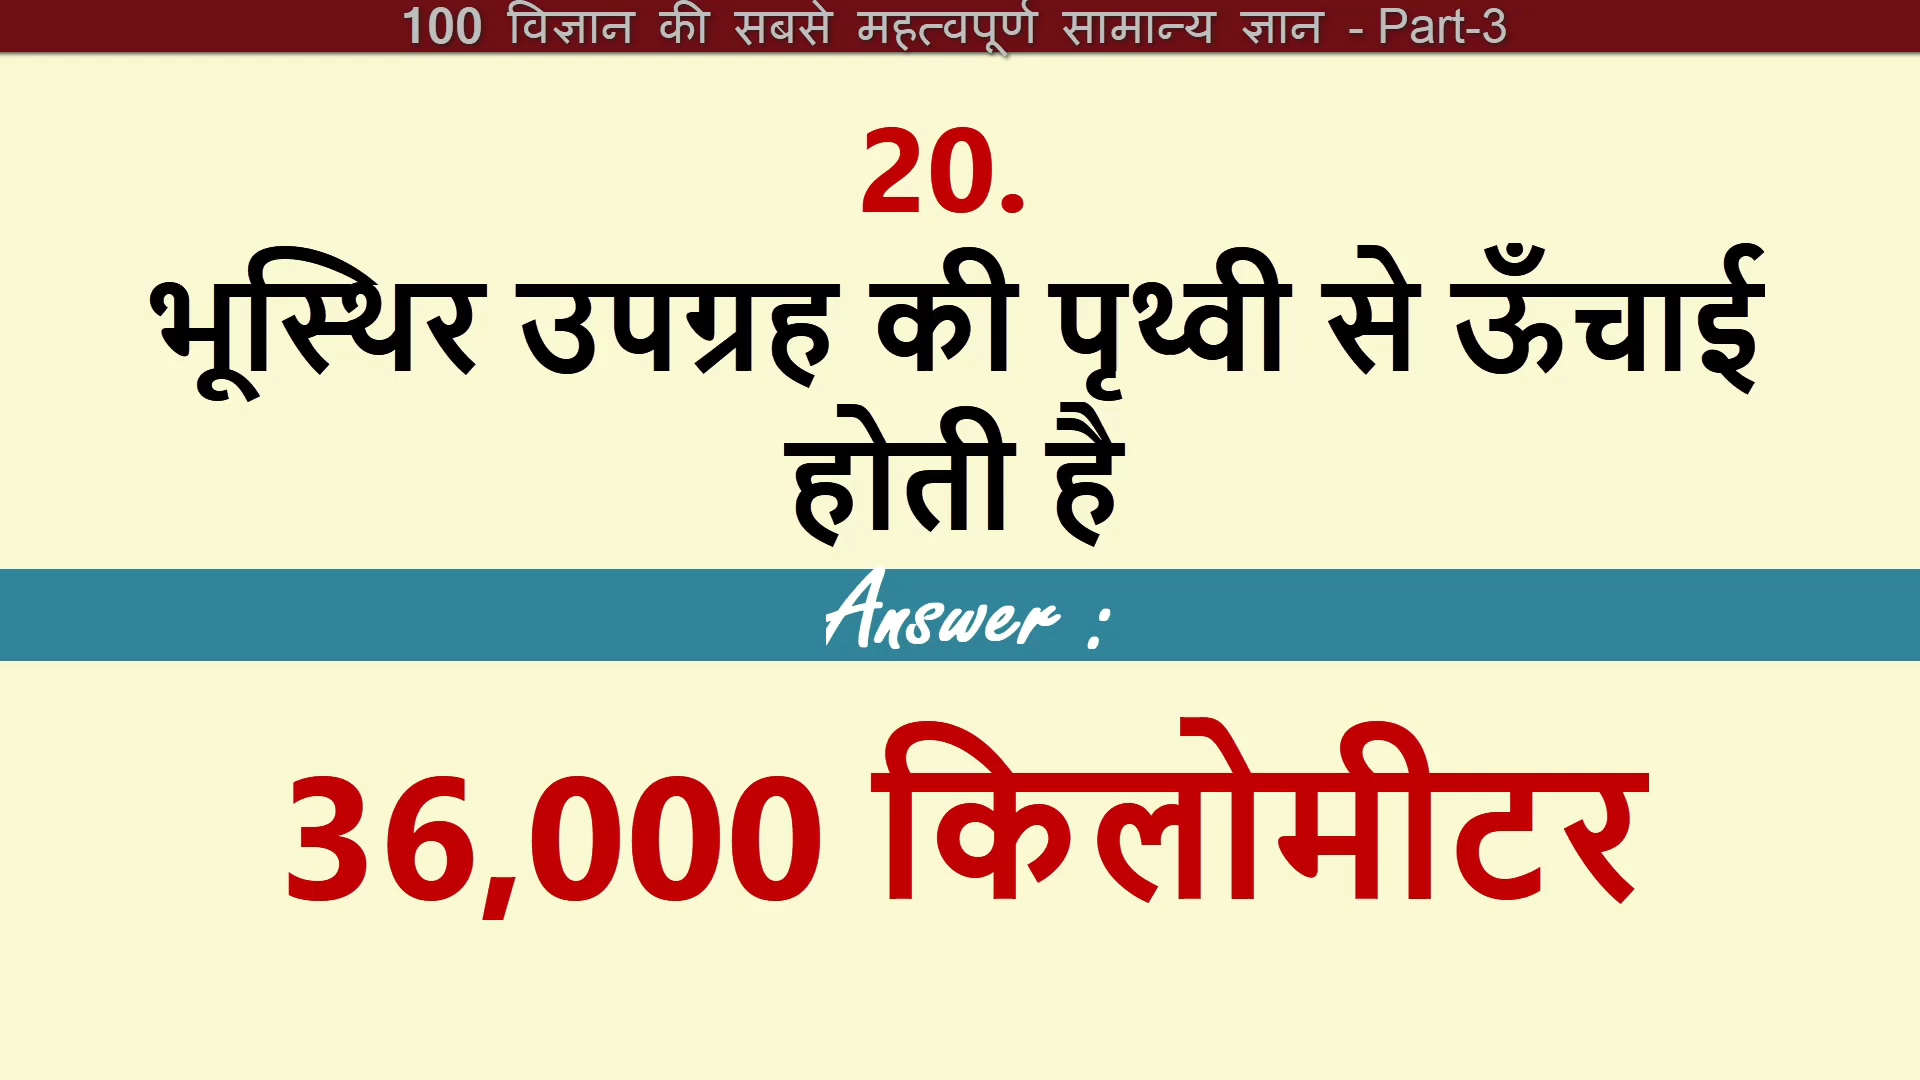 100 विज्ञान की सबसे महत्वपूर्ण सामान्य ज्ञान - Part-3
20.
भूस्थिर उपग्रह की पृथ्वी से ऊँचाई
होती है
Answer :
36,000 किलोमीटर